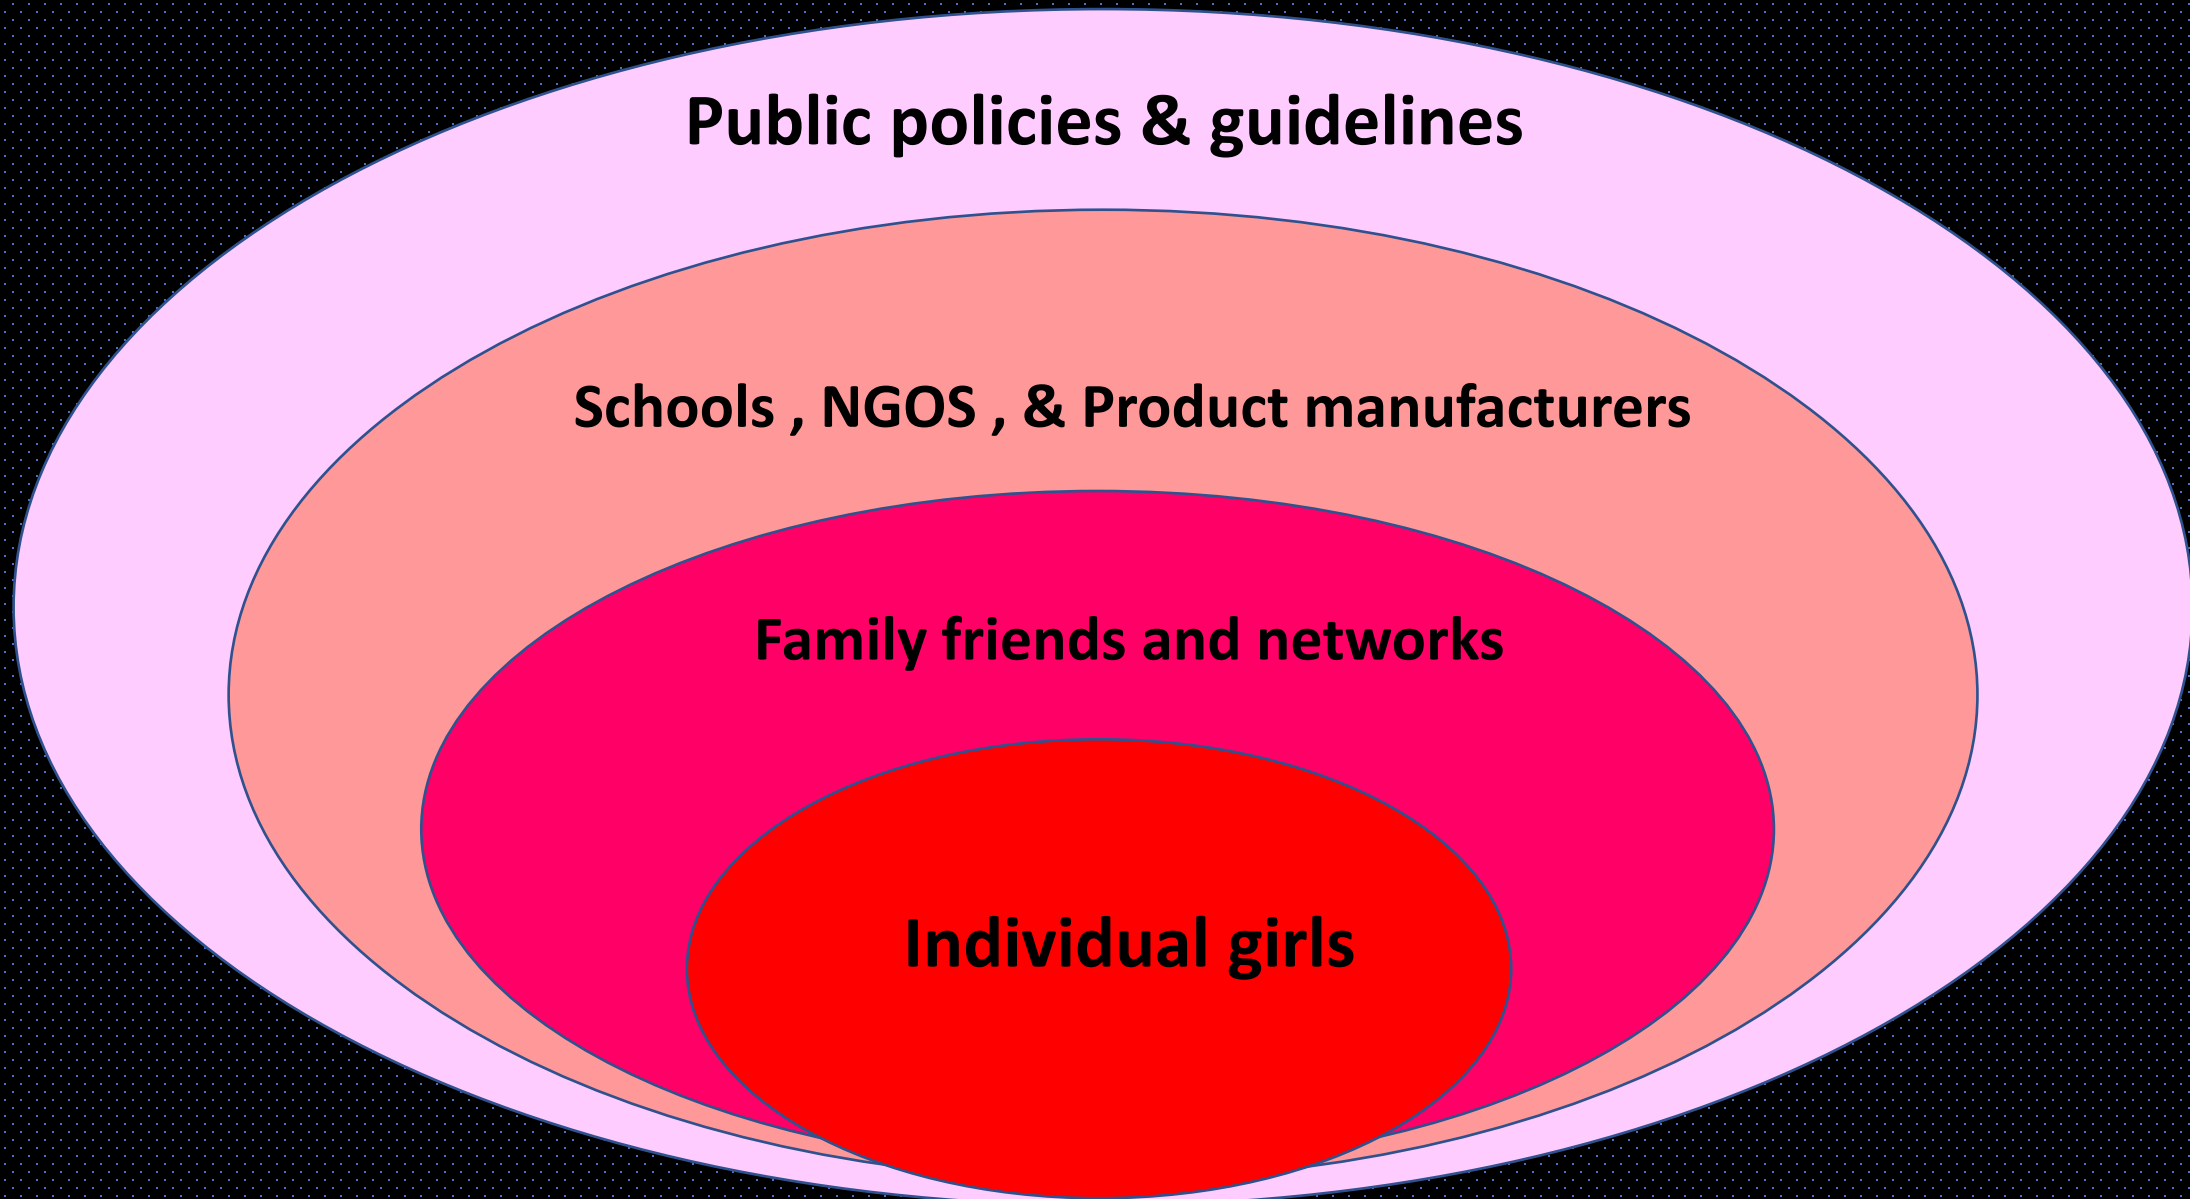 Public policies & guidelines
Schools , NGOS , & Product manufacturers
Family friends and networks
Individual girls